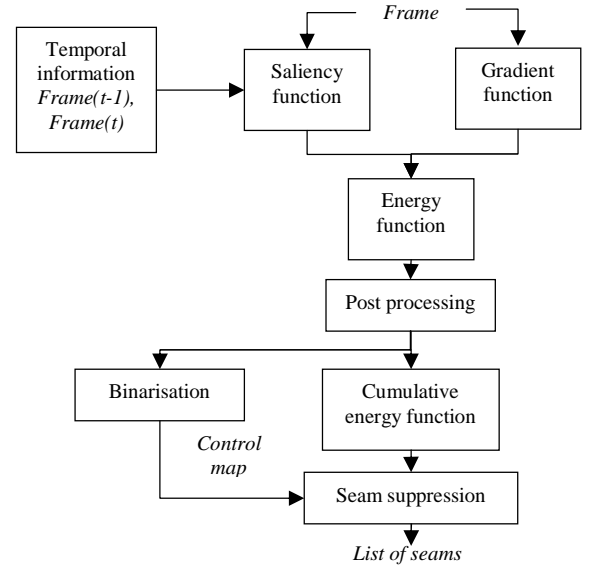 Frame
Temporal
information
Frame(t-1),
Frame(t)
Saliency
function
Gradient
function
Energy
function
Post processing
Binarisation
Cumulative
energy function
Control
map
Seam suppression
List of seams